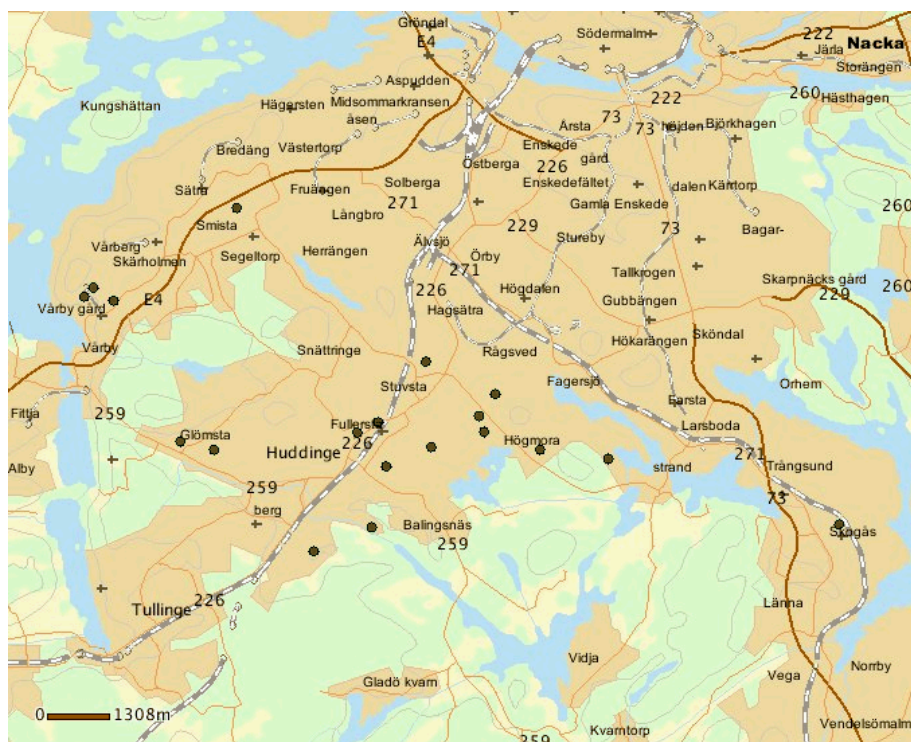 Gröndal
E4
Södermalm
222
Järla
Nacka
Storängen
Aspudden
Kungshättan
Hägersten
Midsommarkransen
åsen
222
260
Hästhagen
Årsta
73
73
höjden
Björkhagen
Bredäng
Västertorp
Östberga
Enskede
gård
226
Sätra
Fruängen
Solberga
Enskedefältet
dalen
Kärrtorp
271
Långbro
Gamla Enskede
260
Smista
229
73
Bagar-
Vårberg
Skärholmen
Segeltorp
Herrängen
Älvsjö
Örby
Stureby
271
Tallkrogen
Skarpnäcks gård
226
Högdalen
229
260
Vårby gård
E4
Hagsätra
Gubbängen
Vårby
Snättringe
Rågsved
Hökarängen
Sköndal
Stuvsta
Fagersjö
Orhem
Fittja
259
Farsta
Fullersta
Larsboda
Glömsta
226
Högmora
Huddinge
271
Alby
strand
Trångsund
259
73
berg
Balingsnäs
Skogås
259
Tullinge
226
Länna
Vidja
Norrby
Gladö kvarn
Vega
0
1308m
Kvarntorp
Vendelsömalm
259